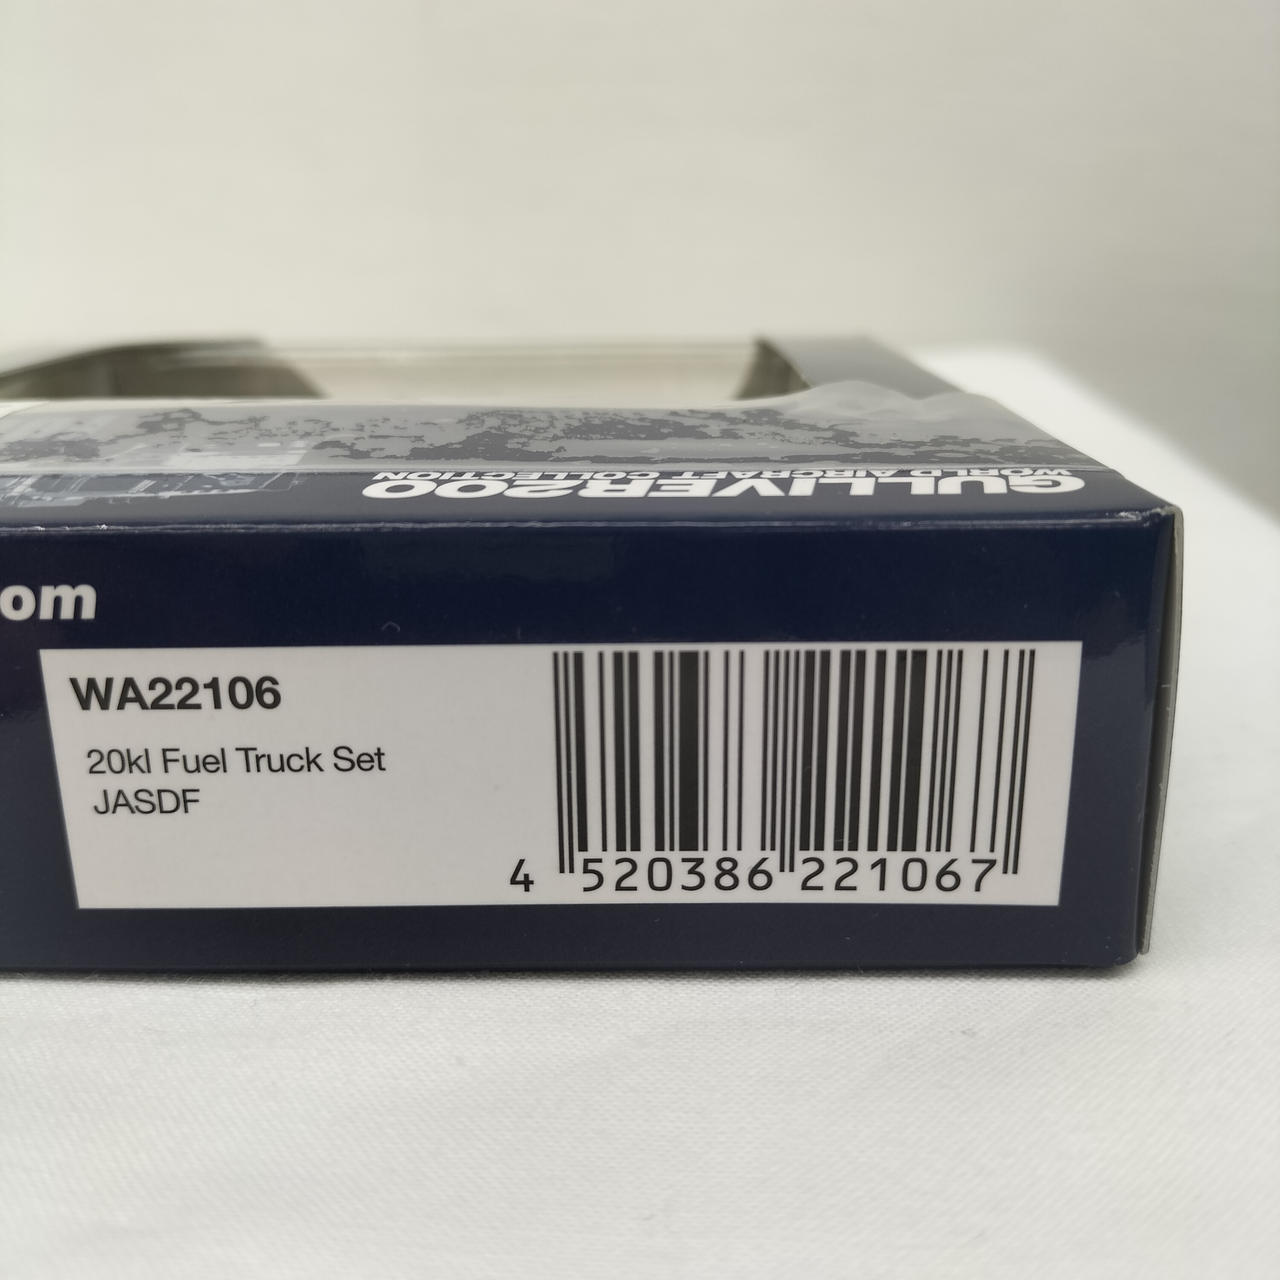 GULLIVER200
WORLD AIRCRAFT COLLECTION
om
WA22106
20kl Fuel Truck Set
JASDF
4 520386 221067